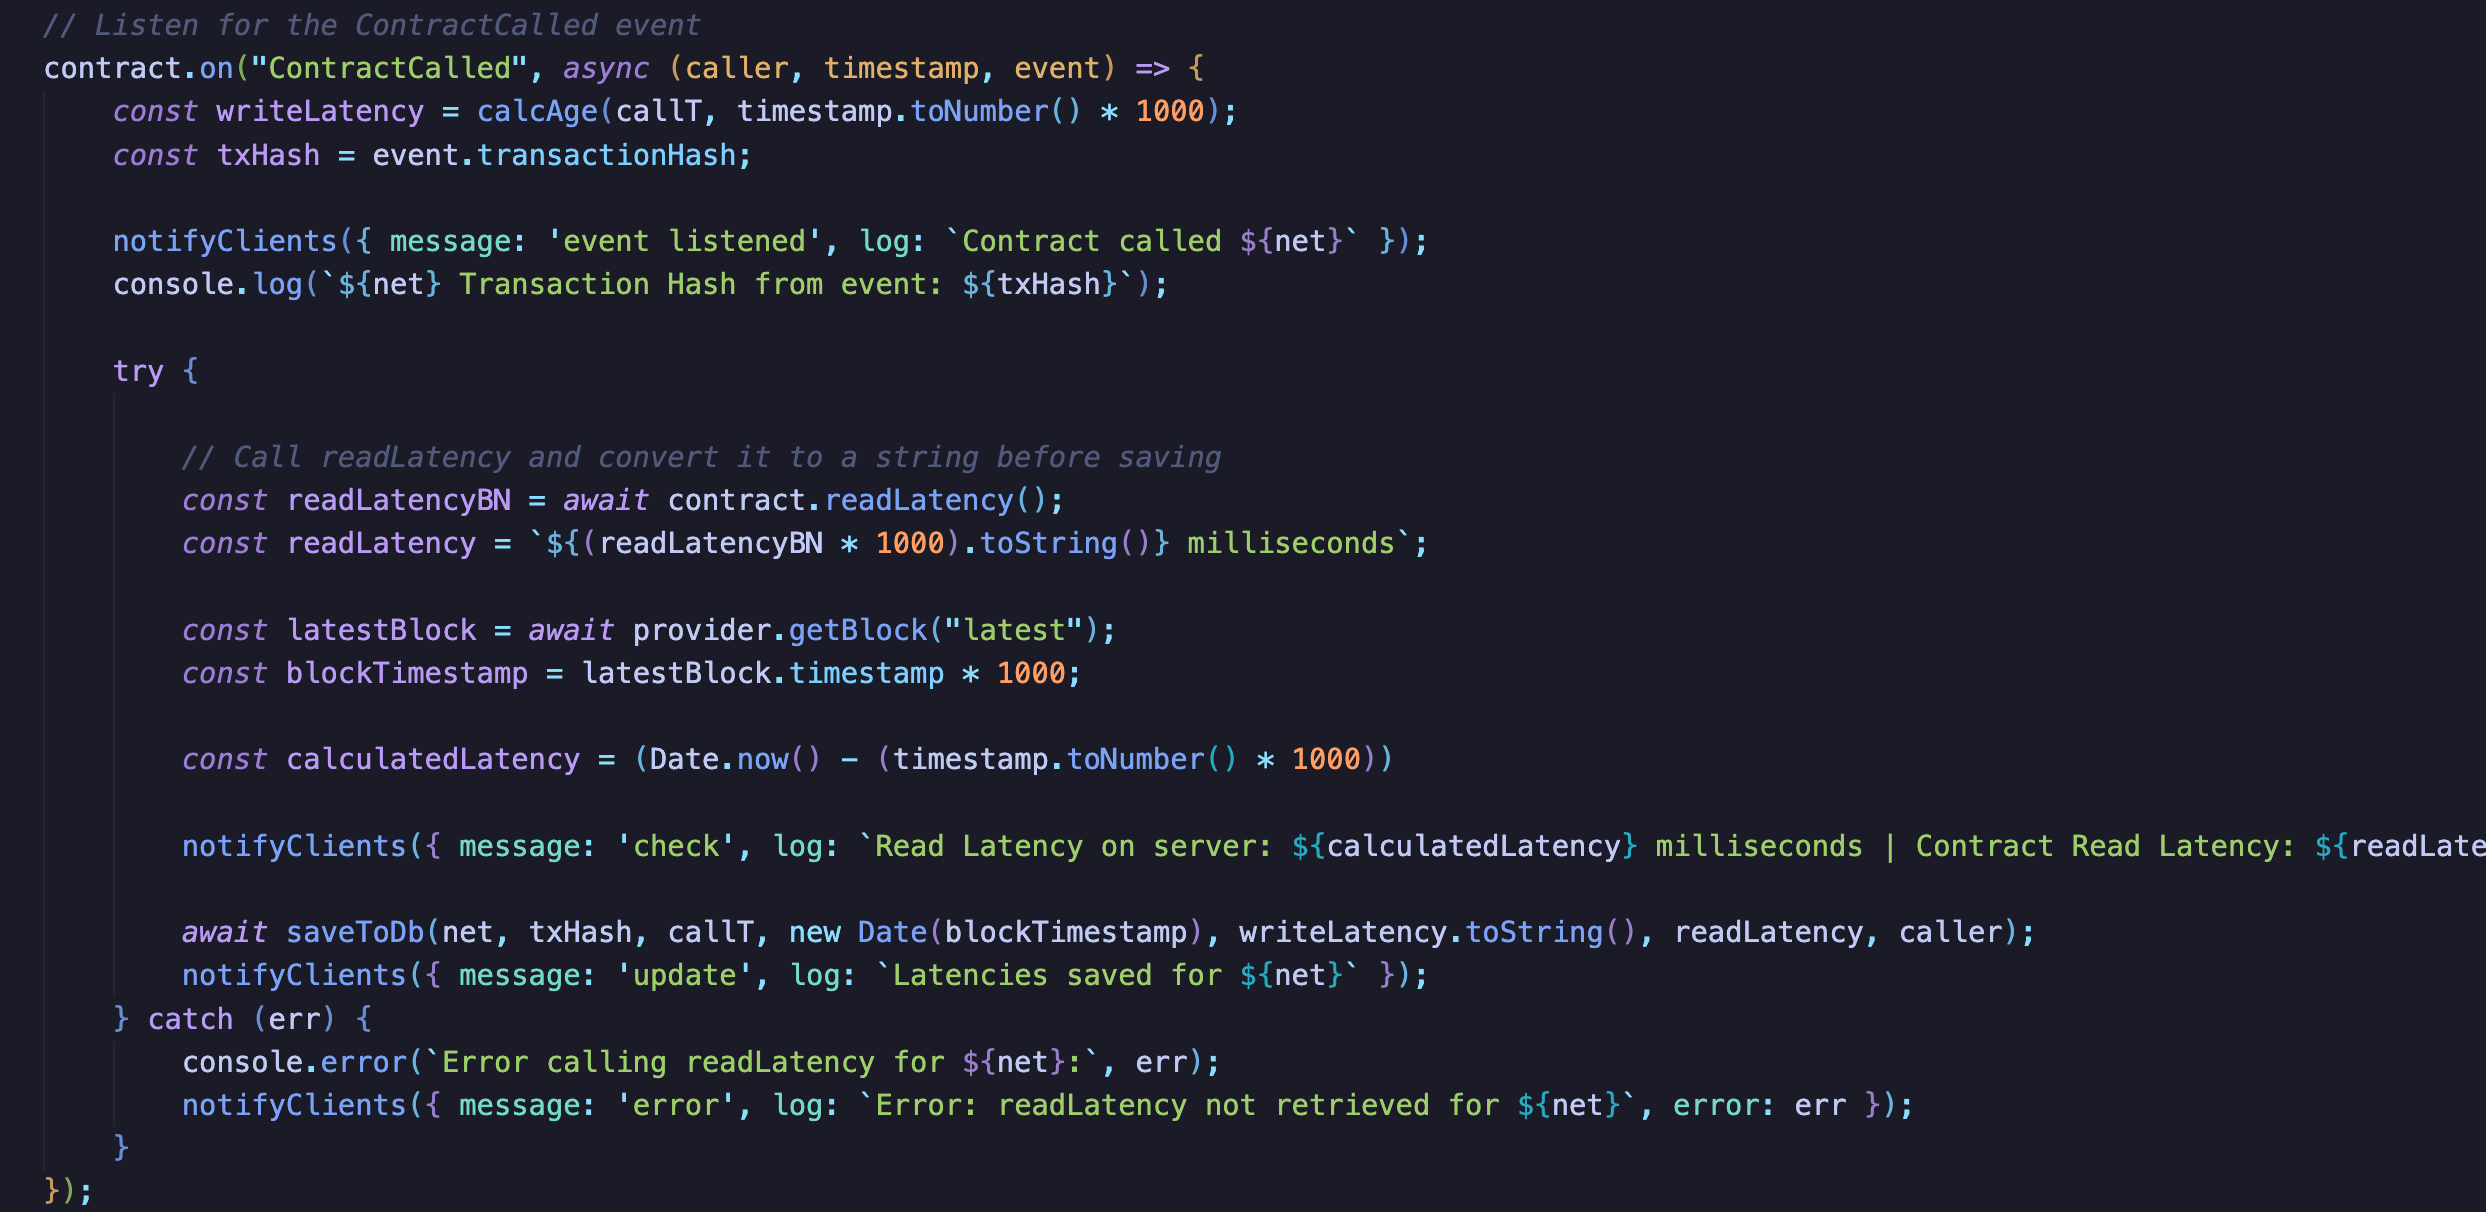 // Listen for the ContractCalled event
contract.on("ContractCalled", async (caller, timestamp, event) => {
const writeLatency = calcAge(callT, timestamp.toNumber() * 1000);
const txHash = event.transactionHash;
notifyClients({ message: 'event listened', log: `Contract called ${net}` });
console.log(`${net} Transaction Hash from event: ${txHash}`);
try {
// Call readLatency and convert it to a string before saving
const readLatencyBN = await contract.readLatency();
const readLatency = `${(readLatencyBN * 1000).toString()} milliseconds`;
const latestBlock = await provider.getBlock("latest");
const blockTimestamp = latestBlock.timestamp * 1000;
const calculatedLatency = (Date.now() - (timestamp.toNumber() * 1000))
notifyClients({ message: 'check', log: `Read Latency on server: ${calculatedLatency} milliseconds | Contract Read Latency: ${readLate
await saveToDb(net, txHash, callT, new Date(blockTimestamp), writeLatency.toString(), readLatency, caller);
notifyClients({ message: 'update', log: `Latencies saved for ${net}` });
} catch (err) {
console.error(`Error calling readLatency for ${net}:`, err);
notifyClients({ message: 'error', log: `Error: readLatency not retrieved for ${net}`, error: err });
}
});